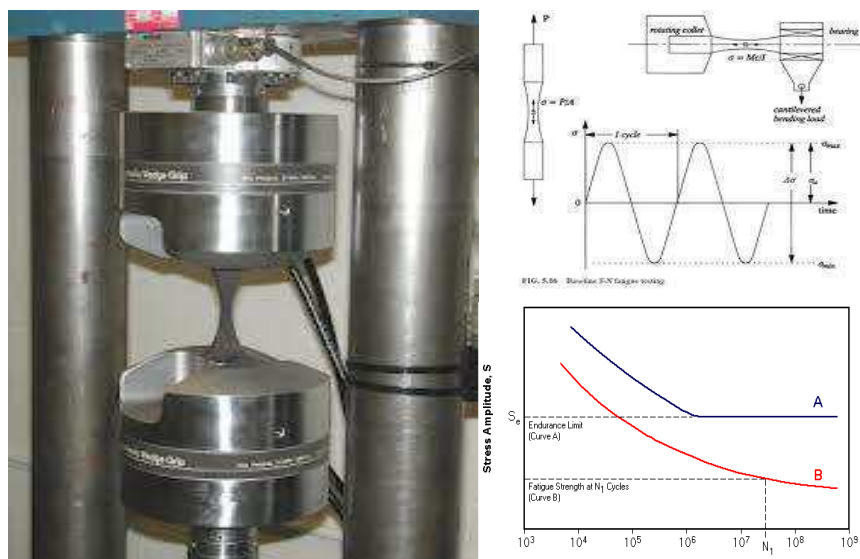 Wedge Grip
Wedge Grip
P
σ = P/A
rotating collet
bearing
σ = Mc/I
cantilevered
bending load
σ
1 cycle
σmax
Δσ
σa
0
time
σmin
FIG. 5.86 Baseline S-N fatigue testing.
Stress Amplitude, S
Se
Endurance Limit
(Curve A)
A
B
Fatigue Strength at N1 Cycles
(Curve B)
10³ 10⁴ 10⁵ 10⁶ 10⁷ 10⁸ 10⁹
N1